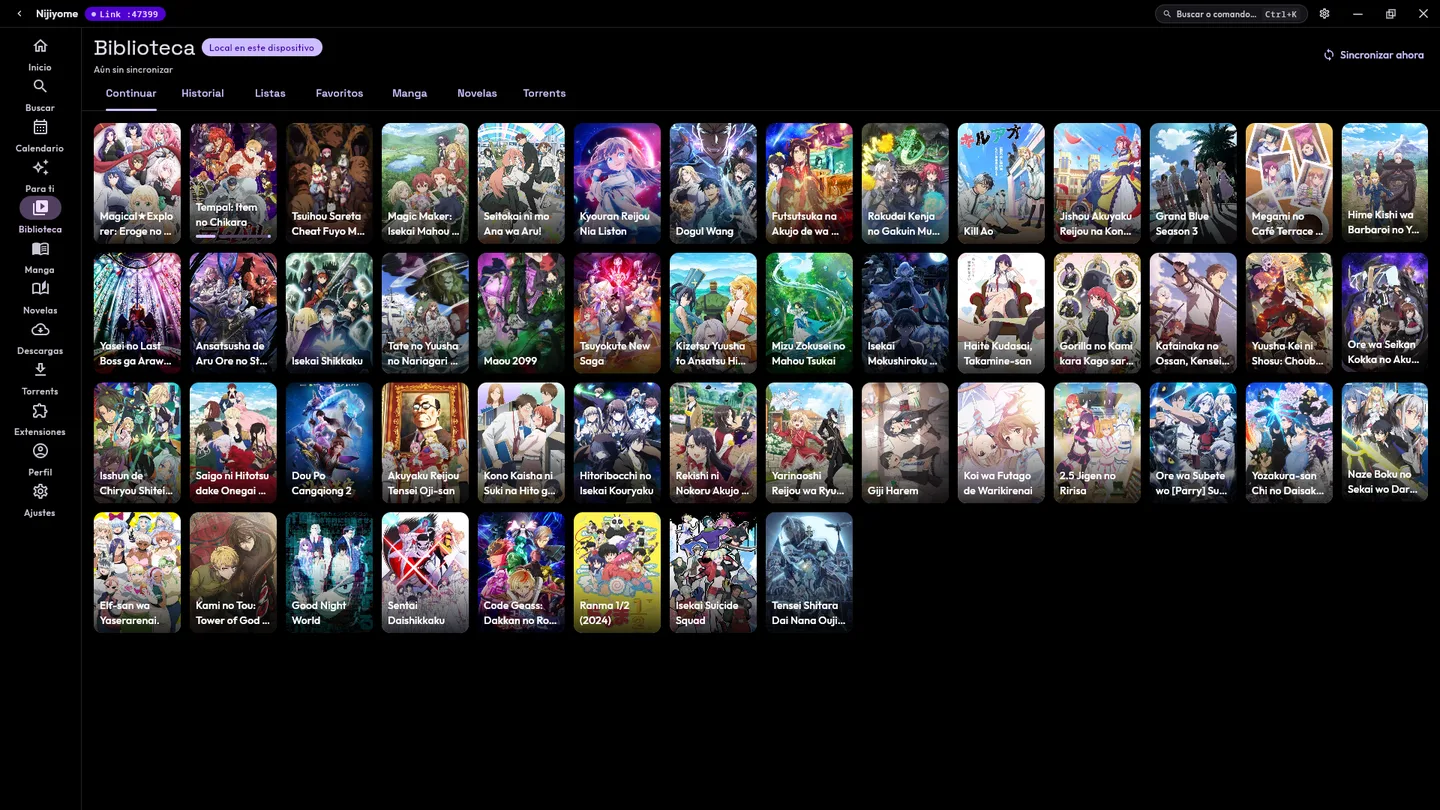 Nijiyome
Link :47399
Buscar o comando... Ctrl+K
Inicio
Buscar
Calendario
Para ti
Biblioteca
Manga
Novelas
Descargas
Torrents
Extensiones
Perfil
Ajustes
Biblioteca
Local en este dispositivo
Aún sin sincronizar
Sincronizar ahora
Continuar
Historial
Listas
Favoritos
Manga
Novelas
Torrents
Magical★Explo
rer: Eroge no ...
Tempal: Item
no Chikara
Tsuihou Sareta
Cheat Fuyo M...
Magic Maker:
Isekai Mahou ...
Seitokai ni mo
Ana wa Aru!
Kyouran Reijou
Nia Liston
Dogul Wang
Futsutsuka na
Akujo de wa ...
Rakudai Kenja
no Gakuin Mu...
キルアオ
Kill Ao
Jishou Akuyaku
Reijou na Kon...
Grand Blue
Season 3
Megami no
Café Terrace ...
Hime Kishi wa
Barbaroi no Y...
Yasei no Last
Boss ga Araw...
Ansatsusha de
Aru Ore no St...
Isekai Shikkaku
Tate no Yuusha
no Nariagari ...
Maou 2099
Tsuyokute New
Saga
Kizetsu Yuusha
to Ansatsu Hi...
Mizu Zokusei no
Mahou Tsukai
Isekai
Mokushiroku ...
Haite Kudasai,
Takamine-san
Gorilla no Kami
kara Kago sar...
Katainaka no
Ossan, Kensei...
Yuusha Kei ni
Shosu: Choub...
Ore wa Seikan
Kokka no Aku...
Isshun de
Chiryou Shitei...
Saigo ni Hitotsu
dake Onegai ...
Dou Po
Cangqiong 2
Akuyaku Reijou
Tensei Oji-san
Kono Kaisha ni
Suki na Hito g...
Hitoribocchi no
Isekai Kouryaku
Rekishi ni
Nokoru Akujo ...
Yarinaoshi
Reijou wa Ryu...
Giji Harem
Koi wa Futago
de Warikirenai
2.5 Jigen no
Ririsa
Ore wa Subete
wo [Parry] Su...
Yozakura-san
Chi no Daisak...
Naze Boku no
Sekai wo Dar...
Elf-san wa
Yaserarenai.
Kami no Tou:
Tower of God ...
Good Night
World
Sentai
Daishikkaku
Code Geass:
Dakkan no Ro...
Ranma 1/2
(2024)
Isekai Suicide
Squad
Tensei Shitara
Dai Nana Ouji...